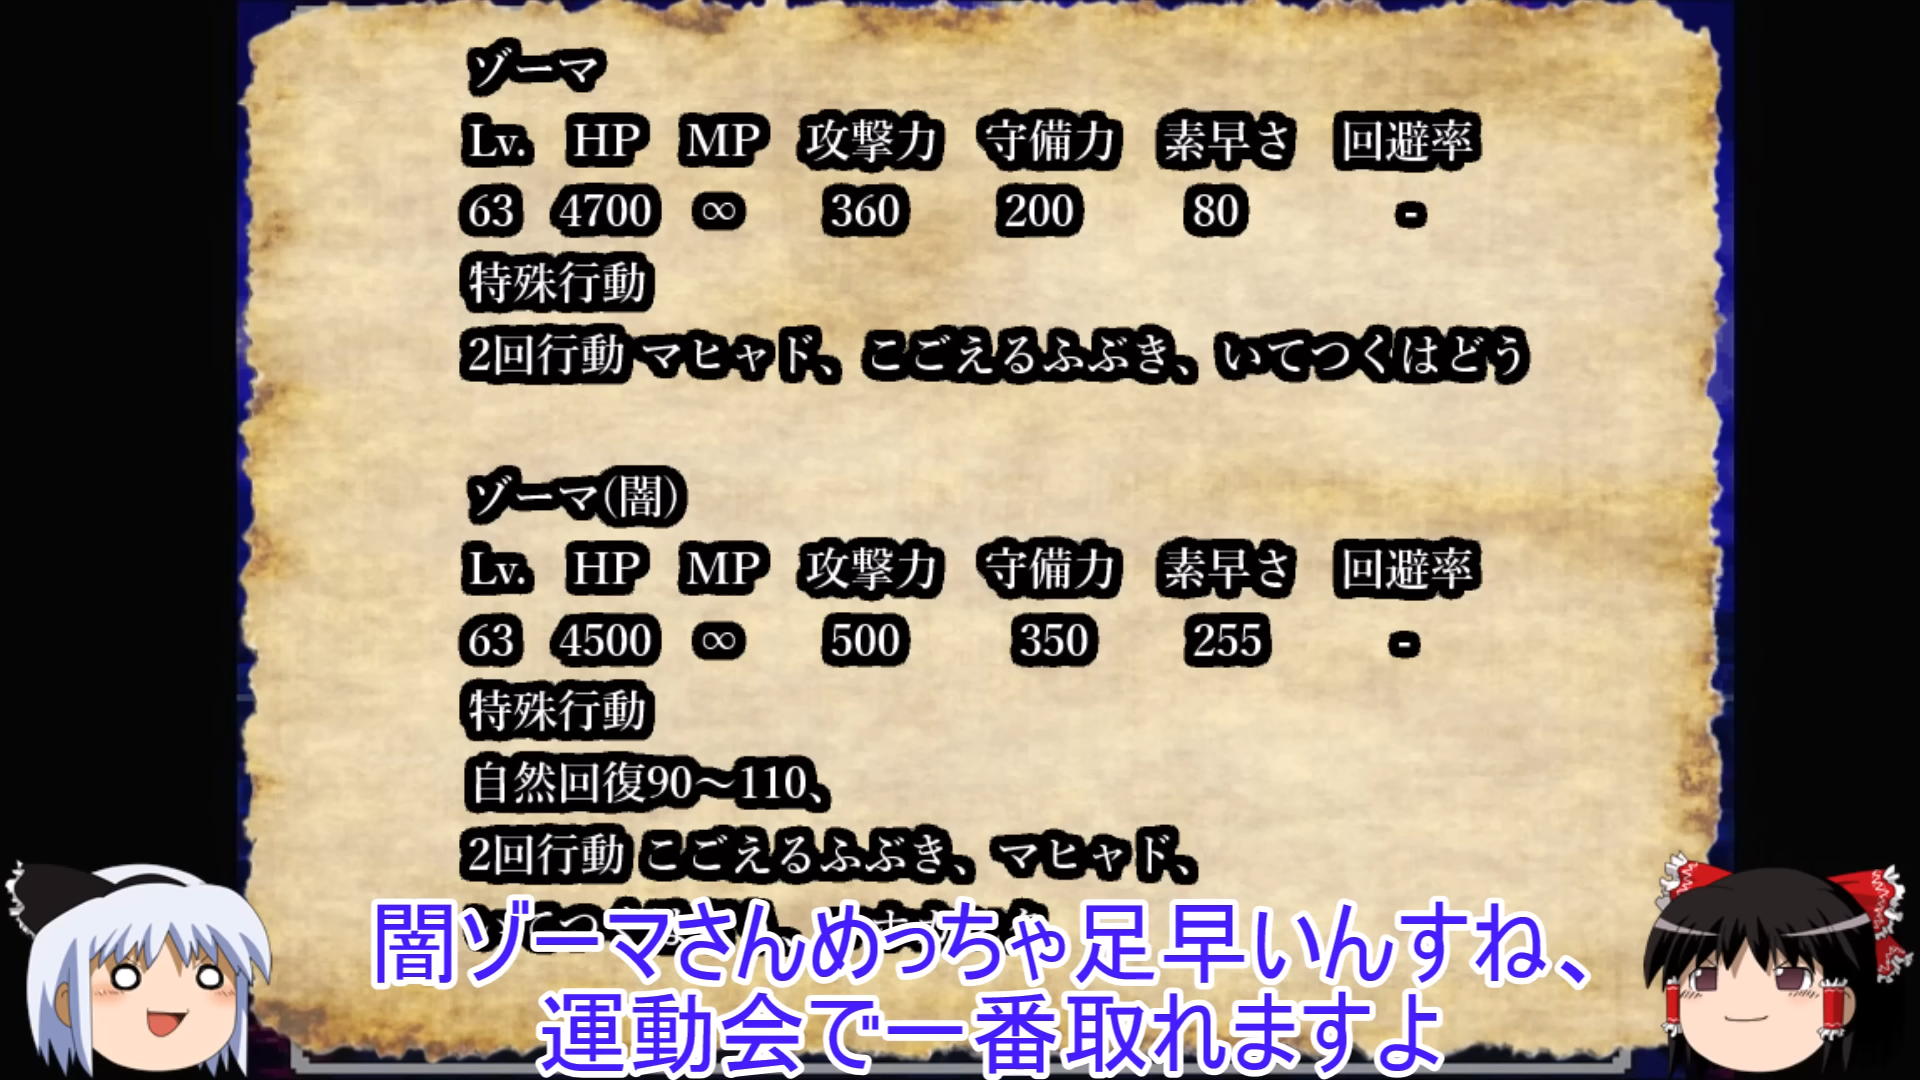 ゾーマ
Lv. HP MP 攻撃力 守備力 素早さ 回避率
63 4700 ∞ 360 200 80 -
特殊行動
2回行動 マヒャド、こごえるふぶき、いてつくはどう
ゾーマ(闇)
Lv. HP MP 攻撃力 守備力 素早さ 回避率
63 4500 ∞ 500 350 255 -
特殊行動
自然回復90～110、
2回行動 こごえるふぶき、マヒャド、
闇ゾーマさんめっちゃ足早いんすね、
運動会で一番取れますよ